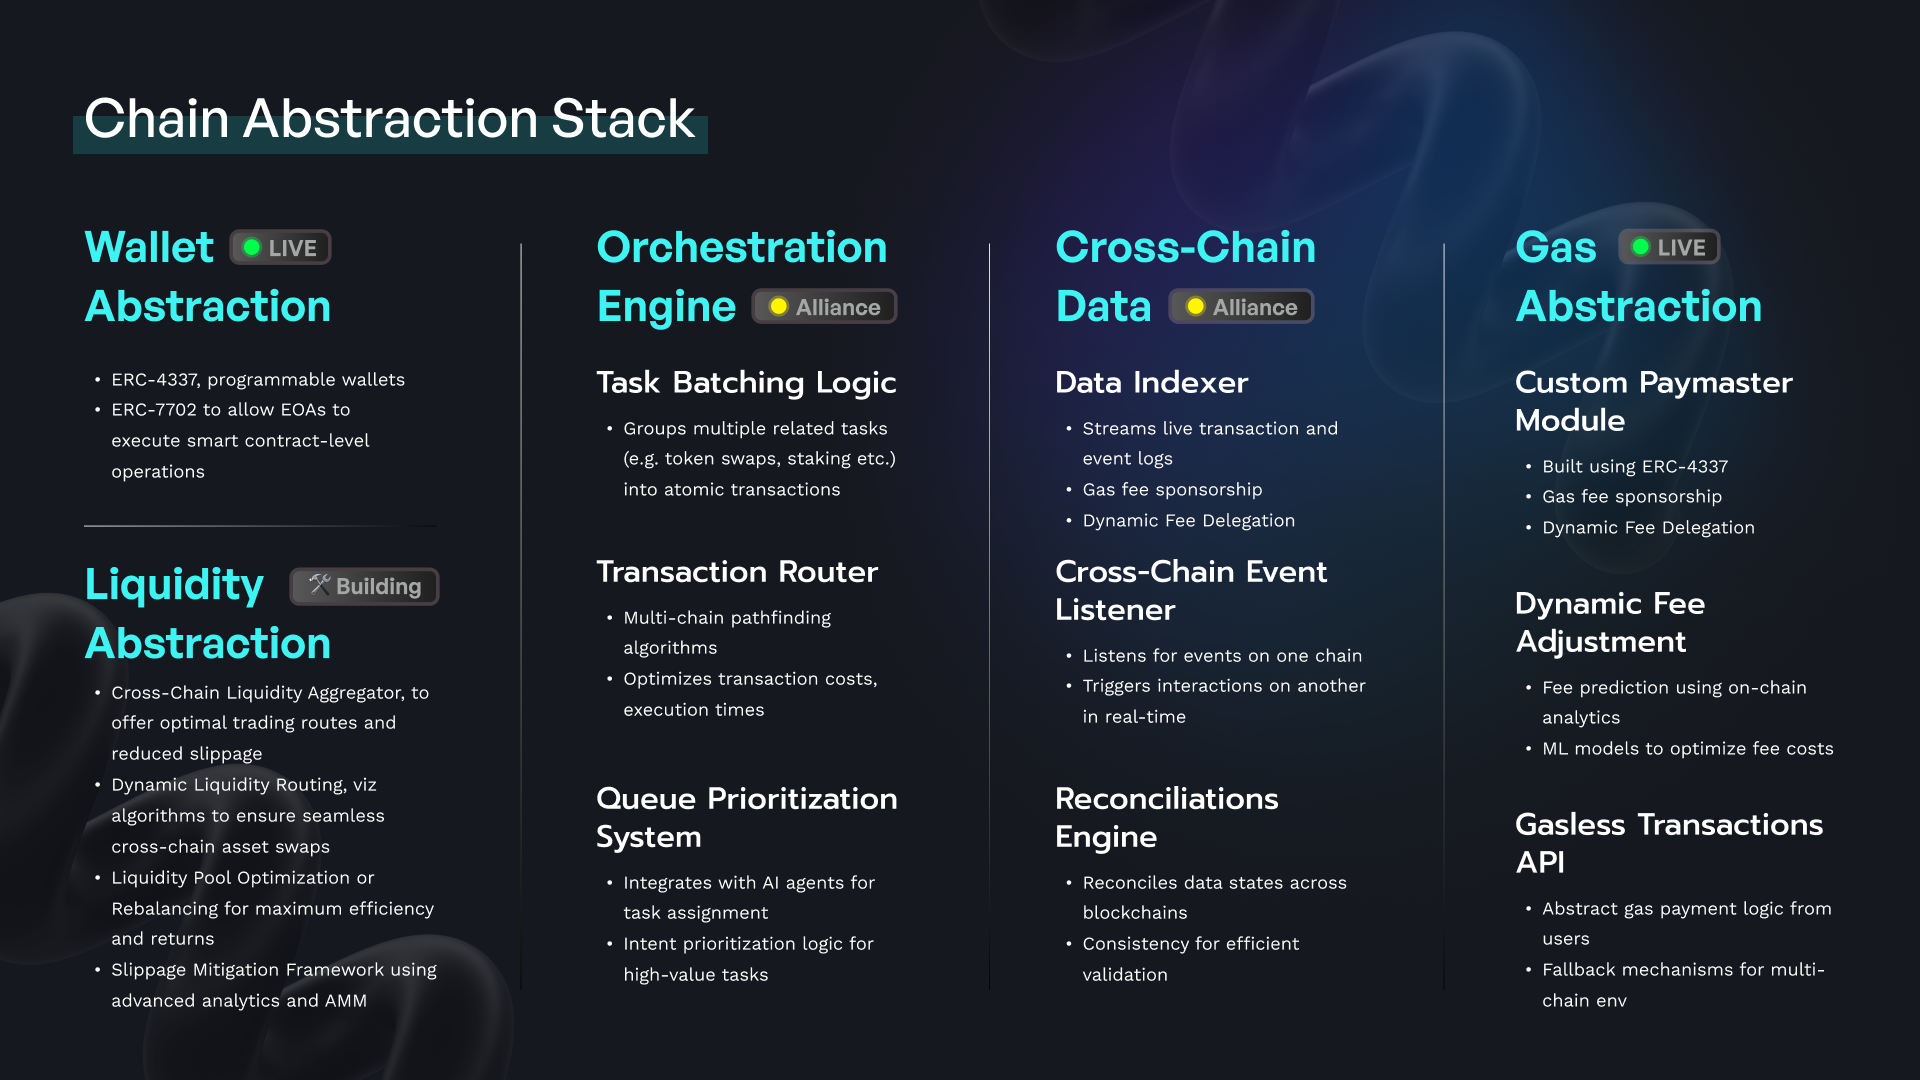 Chain Abstraction Stack
Wallet LIVE
Abstraction
• ERC-4337, programmable wallets
• ERC-7702 to allow EOAs to
execute smart contract-level
operations
Liquidity Building
Abstraction
• Cross-Chain Liquidity Aggregator, to
offer optimal trading routes and
reduced slippage
• Dynamic Liquidity Routing, viz
algorithms to ensure seamless
cross-chain asset swaps
• Liquidity Pool Optimization or
Rebalancing for maximum efficiency
and returns
• Slippage Mitigation Framework using
advanced analytics and AMM
Orchestration
Engine Alliance
Task Batching Logic
• Groups multiple related tasks
(e.g. token swaps, staking etc.)
into atomic transactions
Transaction Router
• Multi-chain pathfinding
algorithms
• Optimizes transaction costs,
execution times
Queue Prioritization
System
• Integrates with AI agents for
task assignment
• Intent prioritization logic for
high-value tasks
Cross-Chain
Data Alliance
Data Indexer
• Streams live transaction and
event logs
• Gas fee sponsorship
• Dynamic Fee Delegation
Cross-Chain Event
Listener
• Listens for events on one chain
• Triggers interactions on another
in real-time
Reconciliations
Engine
• Reconciles data states across
blockchains
• Consistency for efficient
validation
Gas LIVE
Abstraction
Custom Paymaster
Module
• Built using ERC-4337
• Gas fee sponsorship
• Dynamic Fee Delegation
Dynamic Fee
Adjustment
• Fee prediction using on-chain
analytics
• ML models to optimize fee costs
Gasless Transactions
API
• Abstract gas payment logic from
users
• Fallback mechanisms for multi-
chain env